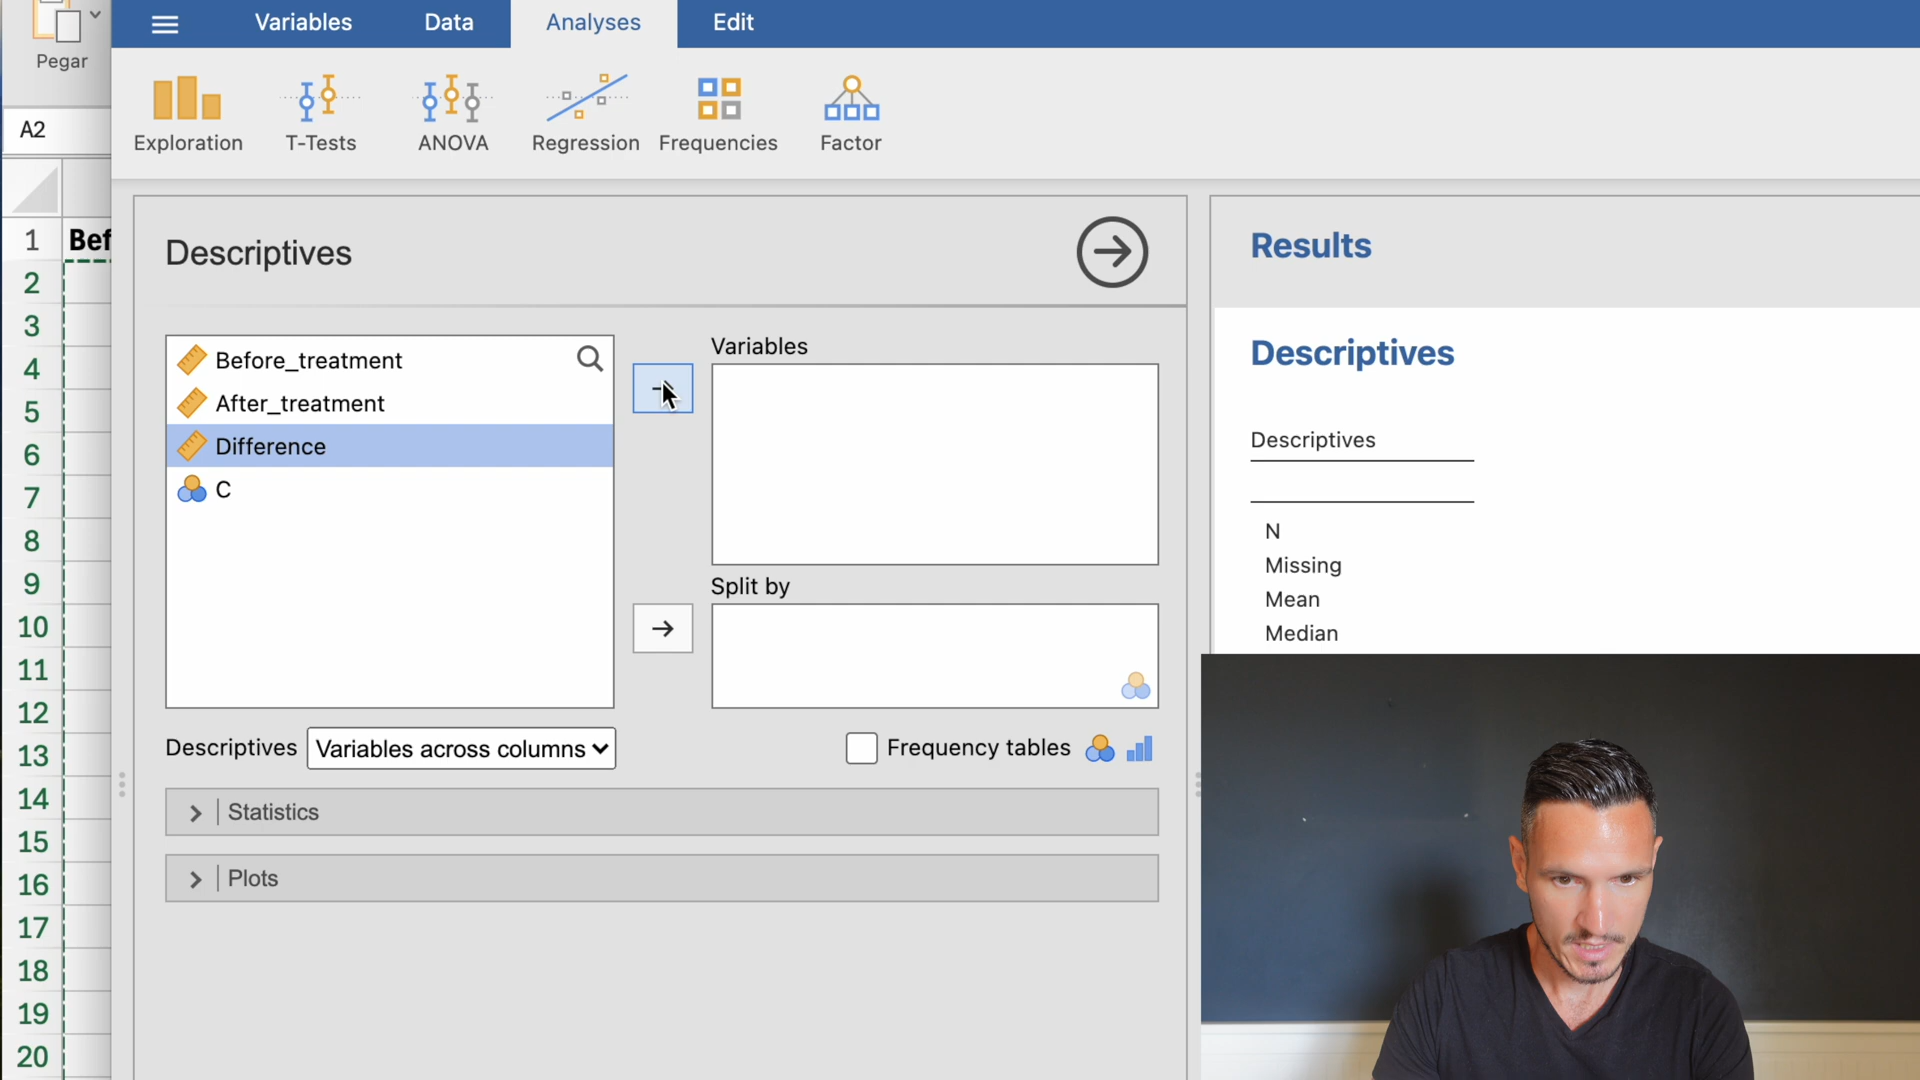 Variables
Data
Analyses
Edit
Pegar
Exploration
T-Tests
ANOVA
Regression
Frequencies
Factor
A2
Descriptives
Results
1
Bef
2
3
4
5
6
7
8
9
10
11
12
13
14
15
16
17
18
19
20
Before_treatment
After_treatment
Difference
C
Variables
Split by
Descriptives
Variables across columns
Frequency tables
Statistics
Plots
Descriptives
Descriptives
N
Missing
Mean
Median